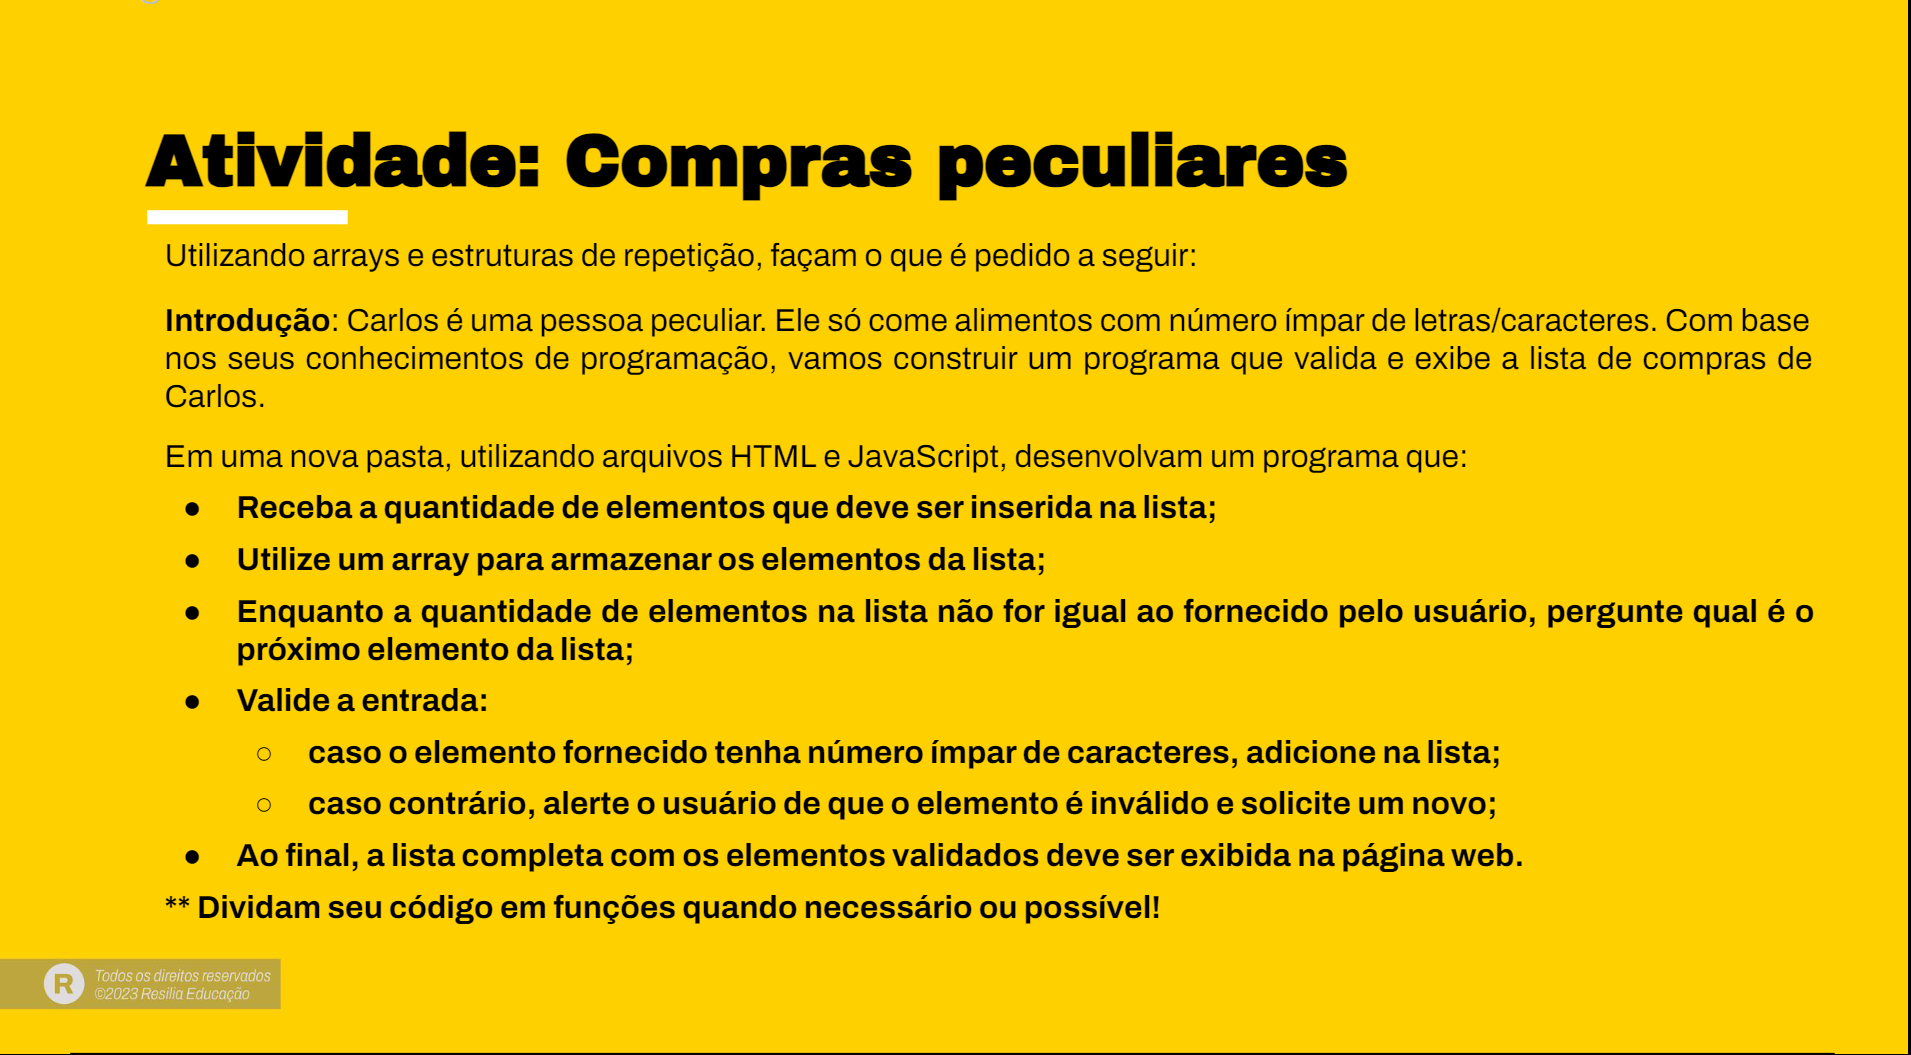 Atividade: Compras peculiares
Utilizando arrays e estruturas de repetição, façam o que é pedido a seguir:
Introdução: Carlos é uma pessoa peculiar. Ele só come alimentos com número ímpar de letras/caracteres. Com base
nos seus conhecimentos de programação, vamos construir um programa que valida e exibe a lista de compras de
Carlos.
Em uma nova pasta, utilizando arquivos HTML e JavaScript, desenvolvam um programa que:
● Receba a quantidade de elementos que deve ser inserida na lista;
● Utilize um array para armazenar os elementos da lista;
● Enquanto a quantidade de elementos na lista não for igual ao fornecido pelo usuário, pergunte qual é o
próximo elemento da lista;
● Valide a entrada:
○ caso o elemento fornecido tenha número ímpar de caracteres, adicione na lista;
○ caso contrário, alerte o usuário de que o elemento é inválido e solicite um novo;
● Ao final, a lista completa com os elementos validados deve ser exibida na página web.
** Dividam seu código em funções quando necessário ou possível!
R
Todos os direitos reservados
©2023 Resilia Educação